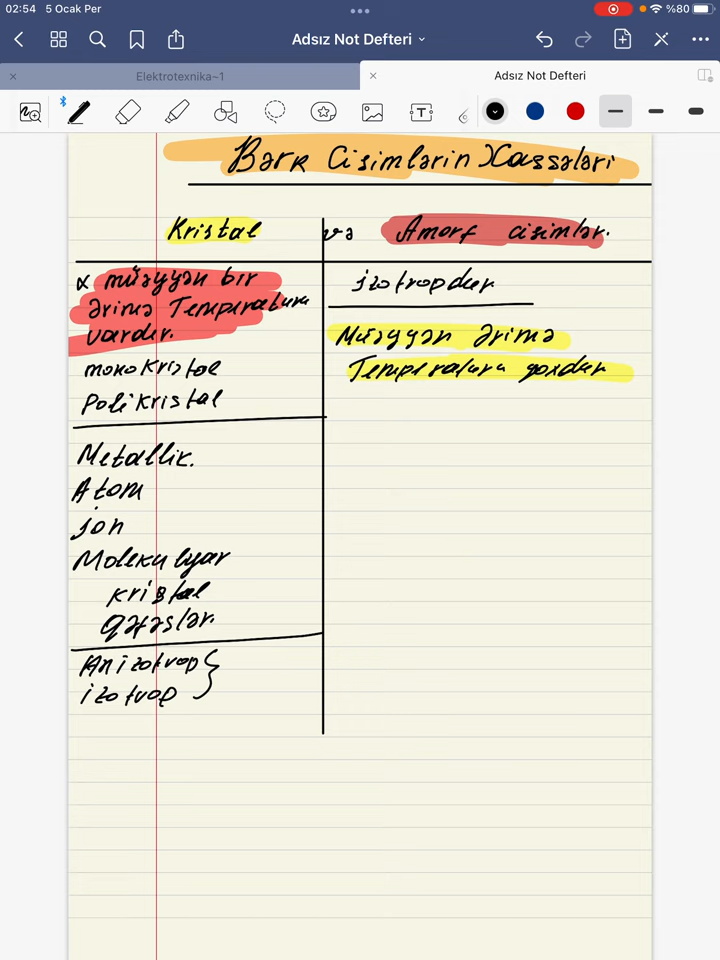 02:54 5 Ocak Per
%80
Adsız Not Defteri
Elektrotexnika~1
Adsız Not Defteri
Bərk Cisimlərin Xassələri
Kristal və Amorf cisimlər.
müəyyən bir
ərimə Temperaturu
vardır.
monokristal
Polikristal
Metallik.
Atom
ion
Molekulyar
kristal
qəfəslər.
Anizotrop
izotrop
izotropdur
Müəyyən ərimə
Temperaturu yoxdur